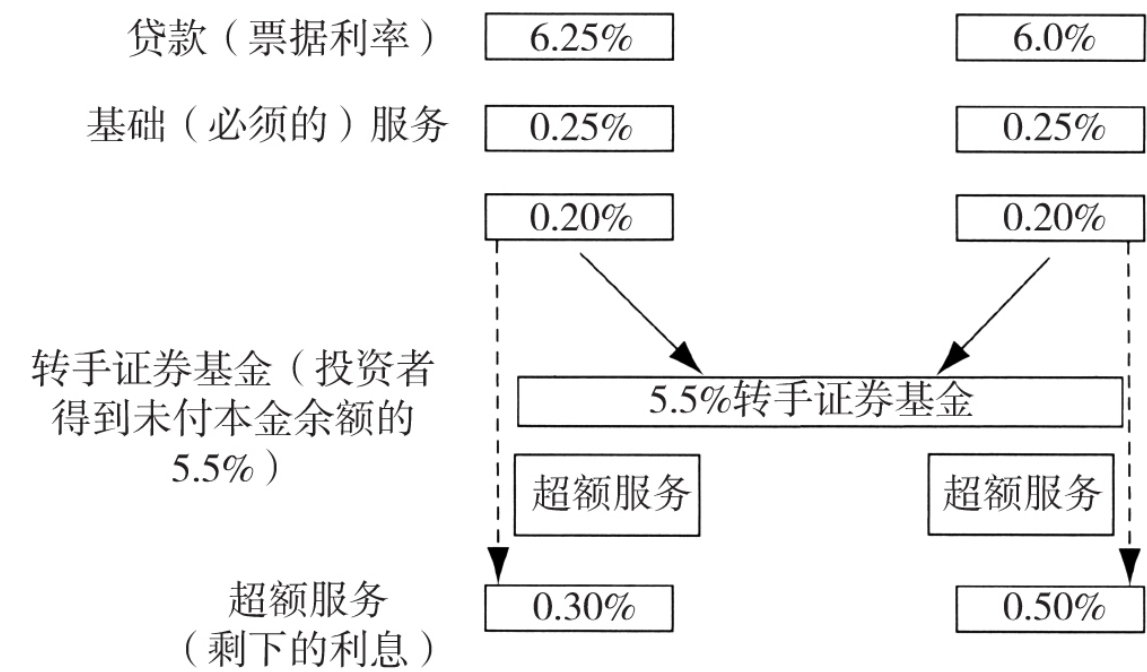 贷款（票据利率） 6.25% 6.0%
基础（必须的）服务 0.25% 0.25%
0.20% 0.20%
转手证券基金（投资者
得到未付本金余额的
5.5%）
5.5%转手证券基金
超额服务 超额服务
超额服务
（剩下的利息）
0.30% 0.50%